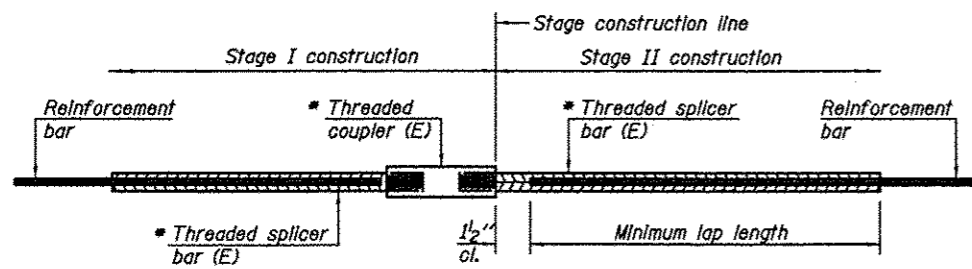 Stage construction line
Stage I construction
Stage II construction
Reinforcement
bar
* Threaded
coupler (E)
* Threaded splicer
bar (E)
Reinforcement
bar
* Threaded splicer
bar (E)
1½"
cl.
Minimum lap length